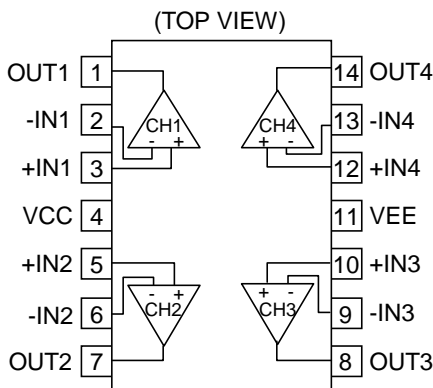 (TOP VIEW)
OUT1 1 14 OUT4
-IN1 2 CH1 CH4 13 -IN4
- + + -
+IN1 3 12 +IN4
VCC 4 11 VEE
+IN2 5 10 +IN3
- + + -
-IN2 6 CH2 CH3 9 -IN3
OUT2 7 8 OUT3